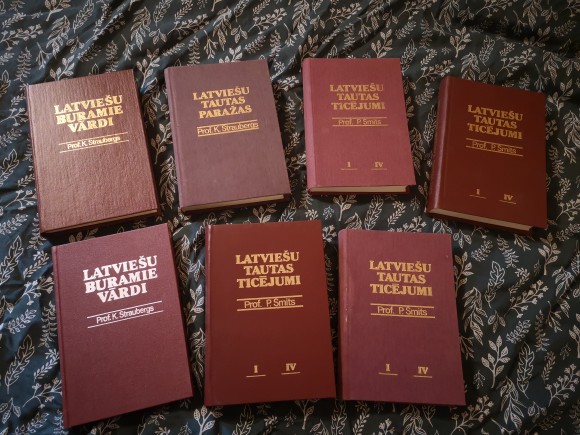 LATVIEŠU
BURAMIE
VĀRDI
Prof. K. Straubergs
LATVIEŠU
TAUTAS
PARAŽAS
Prof. K. Straubergs
LATVIEŠU
TAUTAS
TICĒJUMI
Prof. P. Šmits
I IV
LATVIEŠU
TAUTAS
TICĒJUMI
Prof. P. Šmits
I IV
LATVIEŠU
BURAMIE
VĀRDI
Prof. K. Straubergs
LATVIEŠU
TAUTAS
TICĒJUMI
Prof. P. Šmits
I IV
LATVIEŠU
TAUTAS
TICĒJUMI
Prof. P. Šmits
I IV